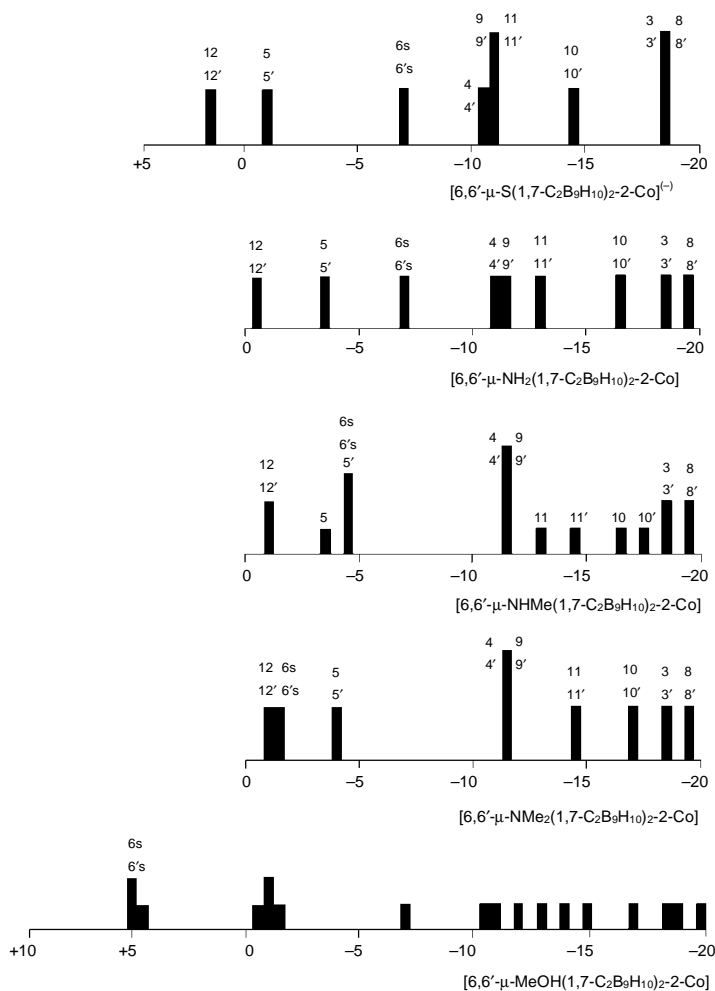 9 11
12 5 6s 9′ 11′ 10 3 8
12′ 5′ 6′s 4 10′ 3′ 8′
4′
+5 0 –5 –10 –15 –20
[6,6′-μ-S(1,7-C₂B₉H₁₀)₂-2-Co]⁽⁻⁾
12 5 6s 4 9 11 10 3 8
12′ 5′ 6′s 4′ 9′ 11′ 10′ 3′ 8′
0 –5 –10 –15 –20
[6,6′-μ-NH₂(1,7-C₂B₉H₁₀)₂-2-Co]
6s
12 6′s 4 9 3 8
12′ 5 5′ 4′ 9′ 11 11′ 10 10′ 3′ 8′
0 –5 –10 –15 –20
[6,6′-μ-NHMe(1,7-C₂B₉H₁₀)₂-2-Co]
12 6s 5 4 9 11 10 3 8
12′ 6′s 5′ 4′ 9′ 11′ 10′ 3′ 8′
0 –5 –10 –15 –20
[6,6′-μ-NMe₂(1,7-C₂B₉H₁₀)₂-2-Co]
6s
6′s
+10 +5 0 –5 –10 –15 –20
[6,6′-μ-MeOH(1,7-C₂B₉H₁₀)₂-2-Co]